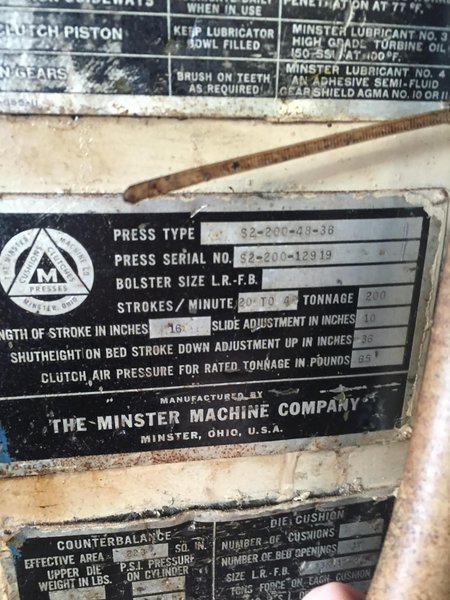 WHEN IN USE
PENETRATION AT 77 °F.
CLUTCH PISTON
KEEP LUBRICATOR
BOWL FILLED
MINSTER LUBRICANT NO. 3
HIGH GRADE TURBINE OIL
150 SSU AT 100°F.
GEARS
BRUSH ON TEETH
AS REQUIRED
MINSTER LUBRICANT NO. 4
AN ADHESIVE SEMI-FLUID
GEAR SHIELD AGMA NO. 10 OR 11
THE MINSTER MACHINE CO
CUSHIONS CLUTCHES
M
PRESSES
MINSTER, OHIO
PRESS TYPE S2-200-48-36
PRESS SERIAL NO. S2-200-12919
BOLSTER SIZE L.R.-F.B.
STROKES/MINUTE 20 TO 4 TONNAGE 200
NGTH OF STROKE IN INCHES 16 SLIDE ADJUSTMENT IN INCHES 10
SHUTHEIGHT ON BED STROKE DOWN ADJUSTMENT UP IN INCHES 36
CLUTCH AIR PRESSURE FOR RATED TONNAGE IN POUNDS 65
MANUFACTURED BY
THE MINSTER MACHINE COMPANY
MINSTER, OHIO, U.S.A.
COUNTERBALANCE
EFFECTIVE AREA SQ. IN.
UPPER DIE
WEIGHT IN LBS.
P.S.I. PRESSURE
ON CYLINDER
DIE CUSHION
NUMBER OF CUSHIONS
NUMBER OF BED OPENINGS
SIZE L.R.-F.B.
TONS FORCE ON EACH CUSHION